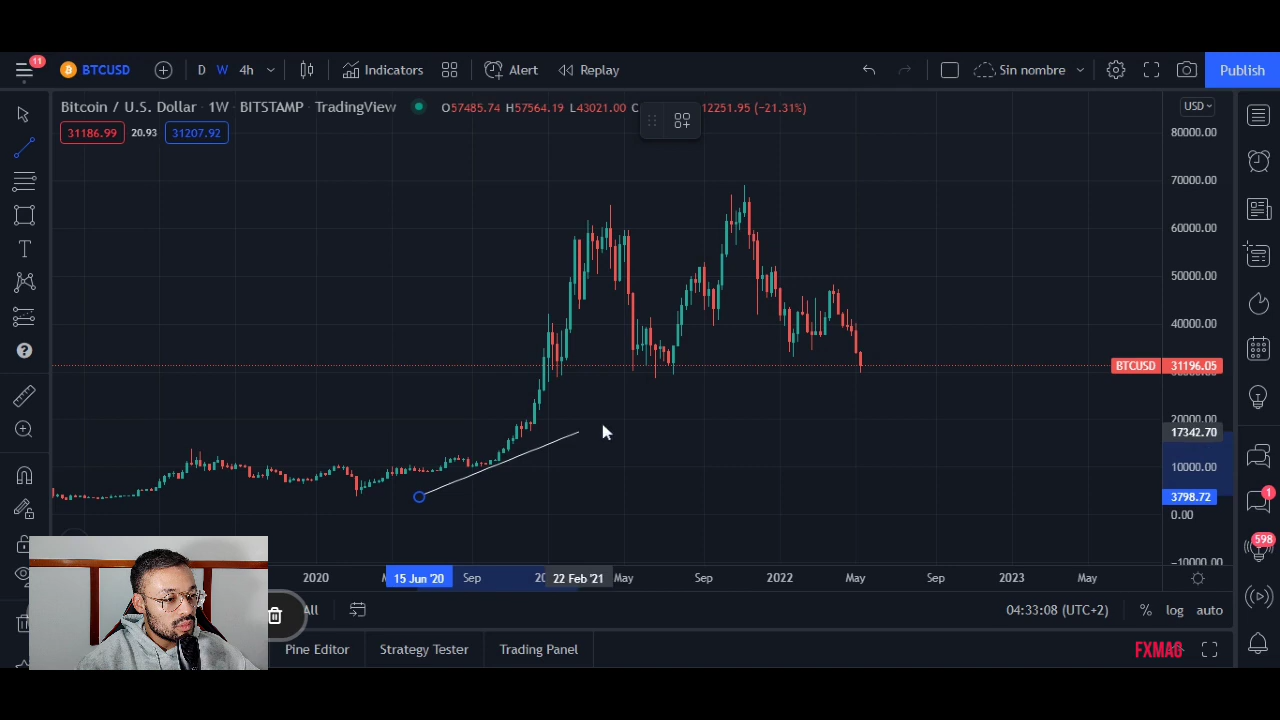 11
BTCUSD
D W 4h
Indicators
Alert
Replay
Sin nombre
Publish
Bitcoin / U.S. Dollar · 1W · BITSTAMP · TradingView
O57485.74 H57564.19 L43021.00 C 12251.95 (−21.31%)
31186.99 20.93 31207.92
USD
80000.00
70000.00
60000.00
50000.00
40000.00
BTCUSD 31196.05
20000.00
17342.70
10000.00
3798.72
0.00
−10000.00
T
?
1
598
2020
15 Jun '20
Sep
22 Feb '21
May
Sep
2022
May
Sep
2023
May
All
04:33:08 (UTC+2)
% log auto
Pine Editor
Strategy Tester
Trading Panel
FXMAG